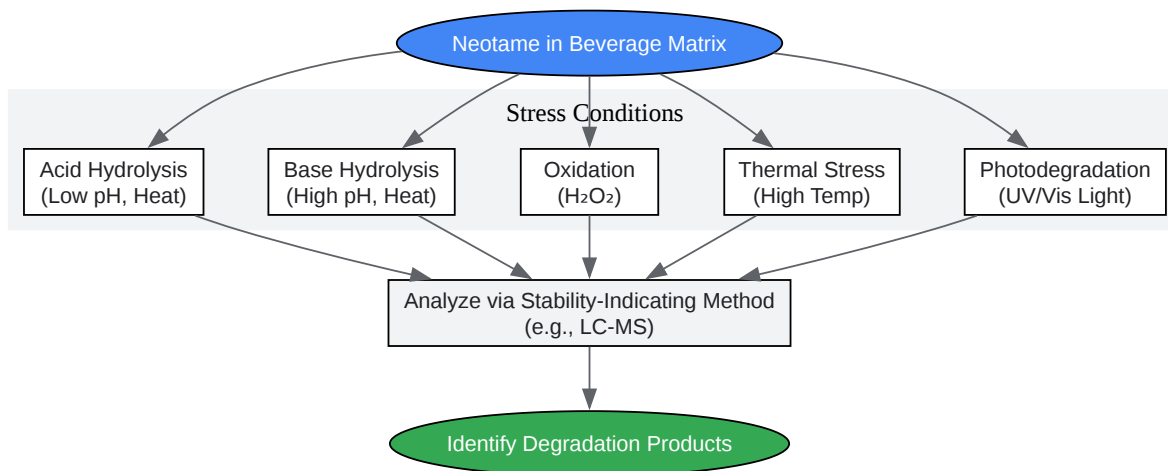 Neotame in Beverage Matrix
Stress Conditions
Acid Hydrolysis
(Low pH, Heat)
Base Hydrolysis
(High pH, Heat)
Oxidation
(H₂O₂)
Thermal Stress
(High Temp)
Photodegradation
(UV/Vis Light)
Analyze via Stability-Indicating Method
(e.g., LC-MS)
Identify Degradation Products